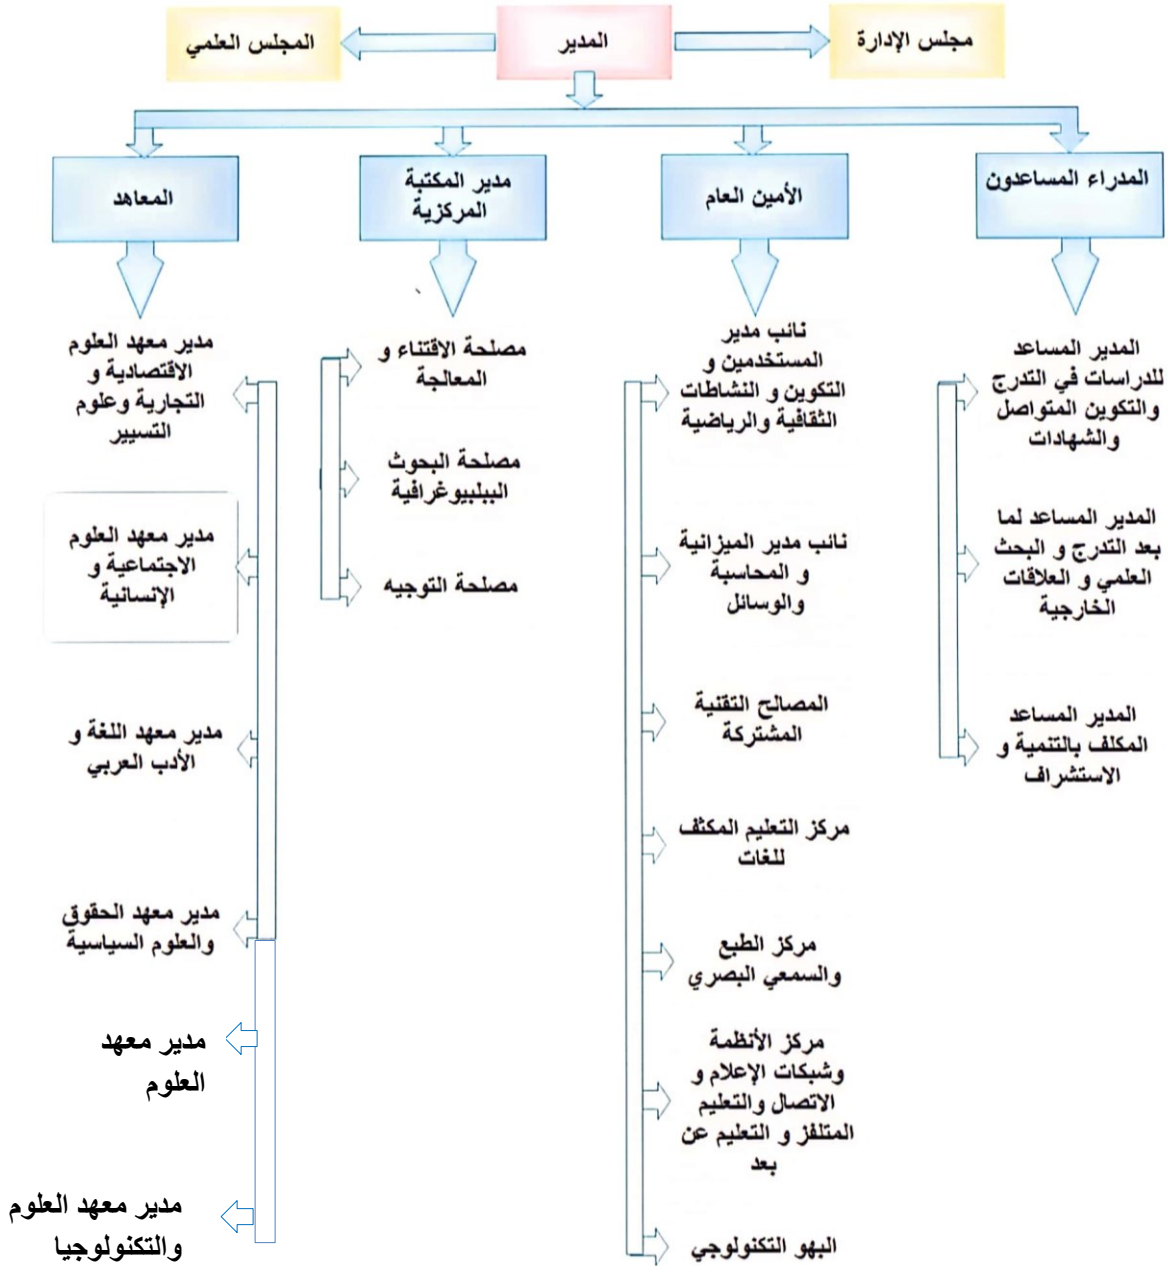 مجلس الإدارة
المدير
المجلس العلمي
المدراء المساعدون
الأمين العام
مدير المكتبة
المركزية
المعاهد
المدير المساعد
للدراسات في التدرج
والتكوين المتواصل
والشهادات
المدير المساعد لما
بعد التدرج و البحث
العلمي و العلاقات
الخارجية
المدير المساعد
المكلف بالتنمية و
الاستشراف
نائب مدير
المستخدمين و
التكوين و النشاطات
الثقافية والرياضية
نائب مدير الميزانية
و المحاسبة
والوسائل
المصالح التقنية
المشتركة
مركز التعليم المكثف
للغات
مركز الطبع
والسمعي البصري
مركز الأنظمة
وشبكات الإعلام و
الاتصال والتعليم
المتلفز و التعليم عن
بعد
البهو التكنولوجي
مصلحة الاقتناء و
المعالجة
مصلحة البحوث
الببليوغرافية
مصلحة التوجيه
مدير معهد العلوم
الاقتصادية و
التجارية وعلوم
التسيير
مدير معهد العلوم
الاجتماعية و
الإنسانية
مدير معهد اللغة و
الأدب العربي
مدير معهد الحقوق
والعلوم السياسية
مدير معهد
العلوم
مدير معهد العلوم
والتكنولوجيا